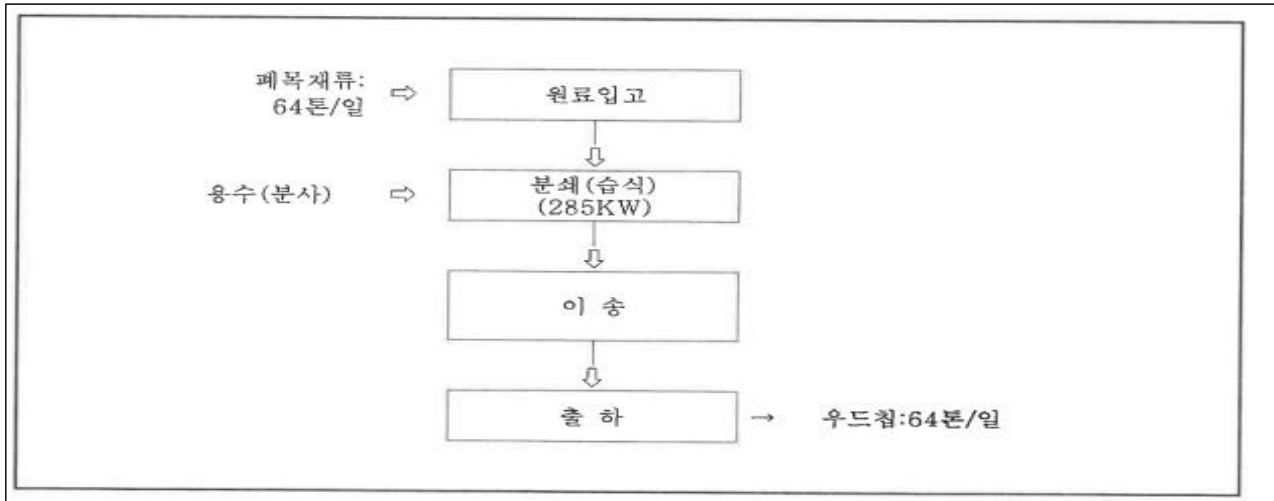 폐목재류:
64톤/일
⇨
원료입고
용수(분사)
⇨
분쇄(습식)
(285KW)
이 송
출 하
→
우드칩:64톤/일